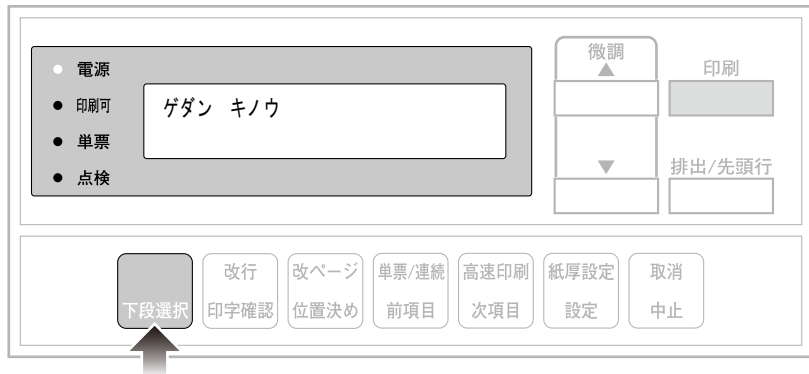 電源
印刷可
単票
点検
ゲダン キノウ
微調
▲
▼
印刷
排出/先頭行
下段選択
改行
印字確認
改ページ
位置決め
単票/連続
前項目
高速印刷
次項目
紙厚設定
設定
取消
中止